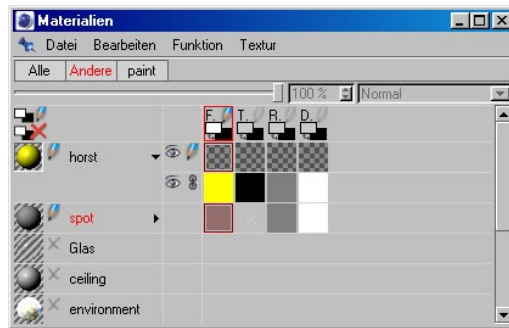 Materialien
Datei Bearbeiten Funktion Textur
Alle Andere paint
100 % Normal
F. T. R. D.
horst
spot
Glas
ceiling
environment